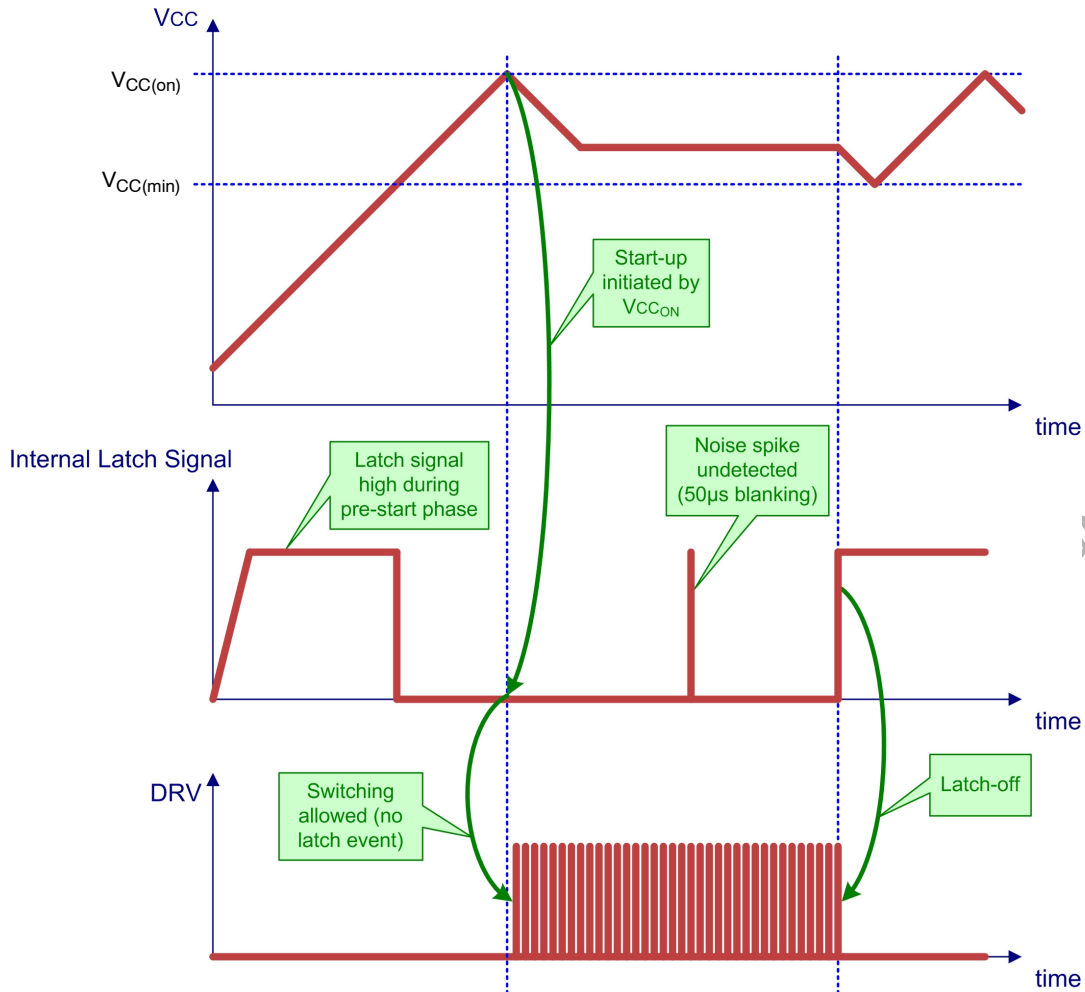 VCC
VCC(on)
VCC(min)
Start-up
initiated by
VCCON
time
Internal Latch Signal
Latch signal
high during
pre-start phase
Noise spike
undetected
(50µs blanking)
time
DRV
Switching
allowed (no
latch event)
Latch-off
time